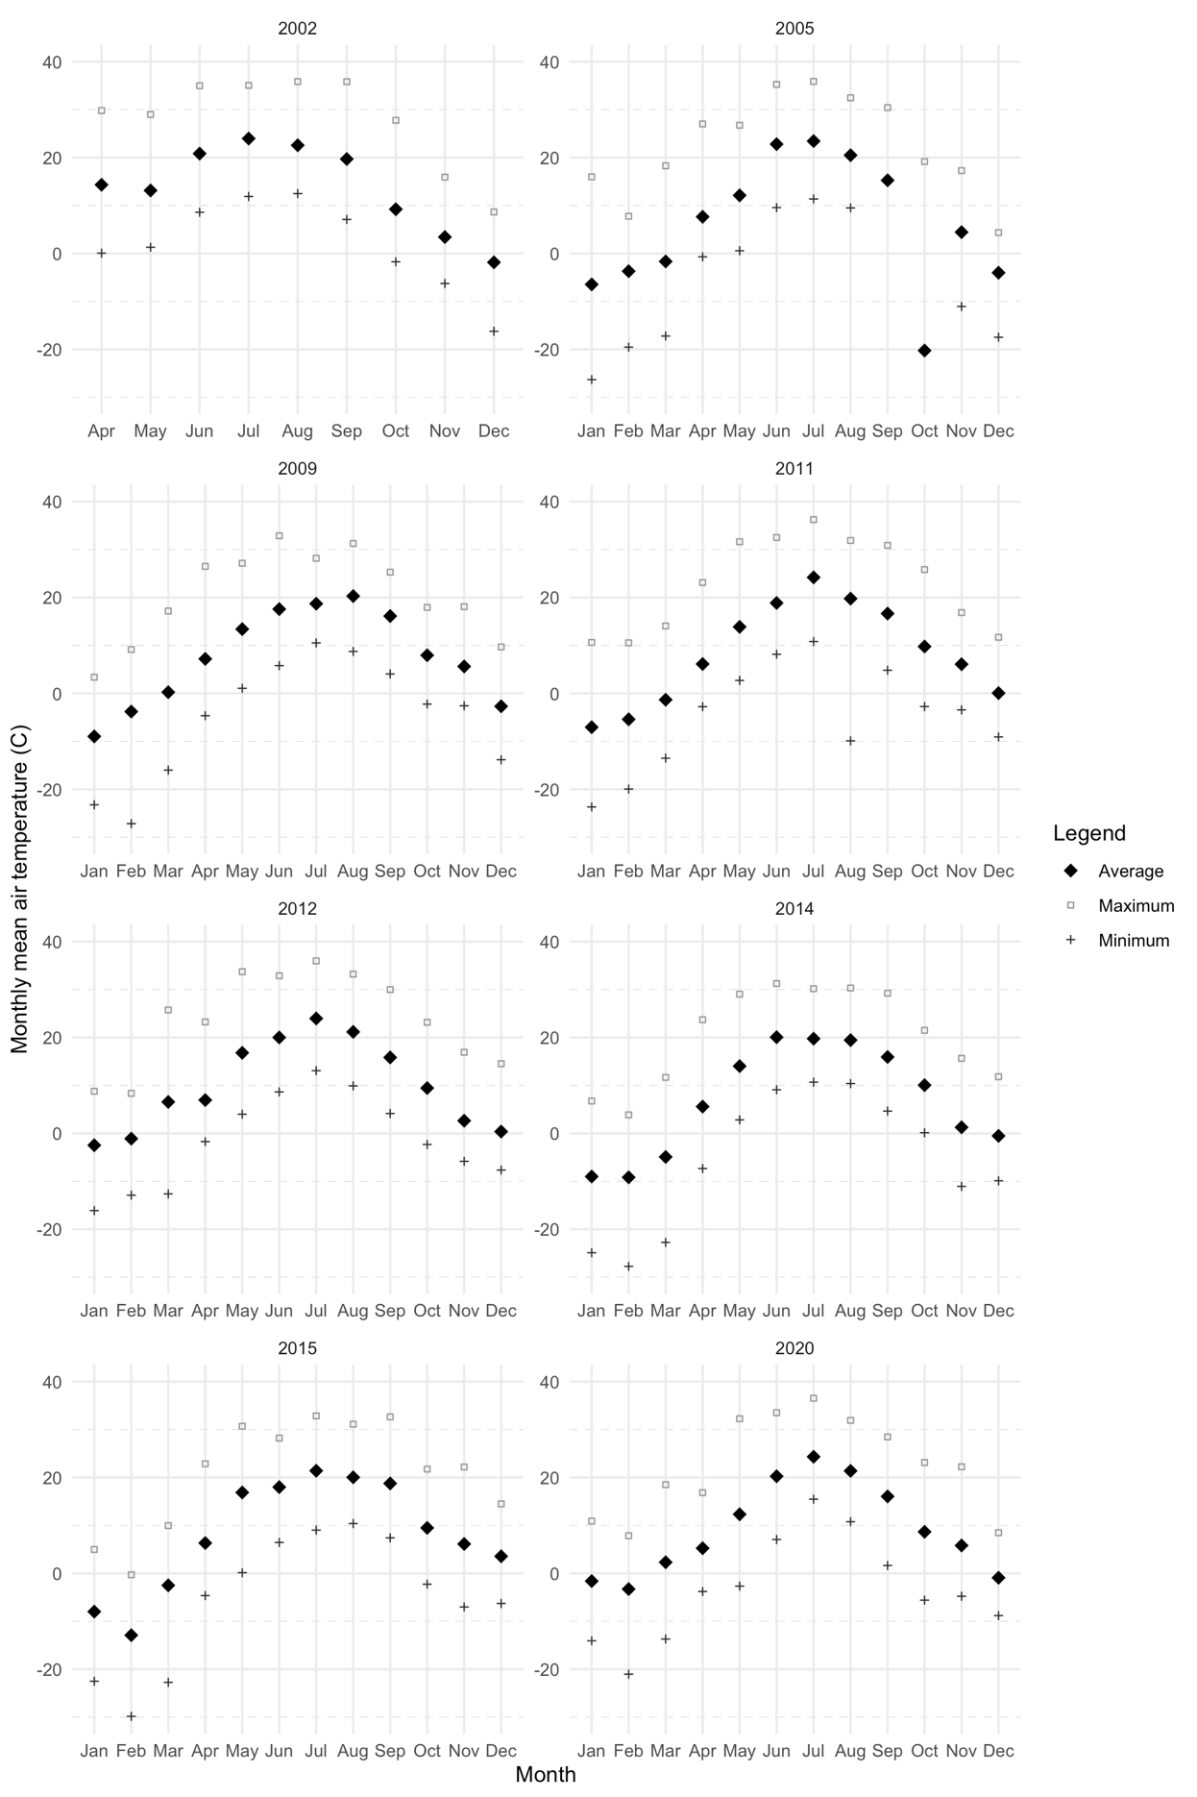 2002
2005
40
20
0
-20
Apr May Jun Jul Aug Sep Oct Nov Dec
40
20
0
-20
Jan Feb Mar Apr May Jun Jul Aug Sep Oct Nov Dec
2009
2011
40
20
0
-20
Jan Feb Mar Apr May Jun Jul Aug Sep Oct Nov Dec
40
20
0
-20
Jan Feb Mar Apr May Jun Jul Aug Sep Oct Nov Dec
2012
2014
40
20
0
-20
Jan Feb Mar Apr May Jun Jul Aug Sep Oct Nov Dec
40
20
0
-20
Jan Feb Mar Apr May Jun Jul Aug Sep Oct Nov Dec
2015
2020
40
20
0
-20
Jan Feb Mar Apr May Jun Jul Aug Sep Oct Nov Dec
40
20
0
-20
Jan Feb Mar Apr May Jun Jul Aug Sep Oct Nov Dec
Month
Monthly mean air temperature (C)
Legend
Average
Maximum
Minimum